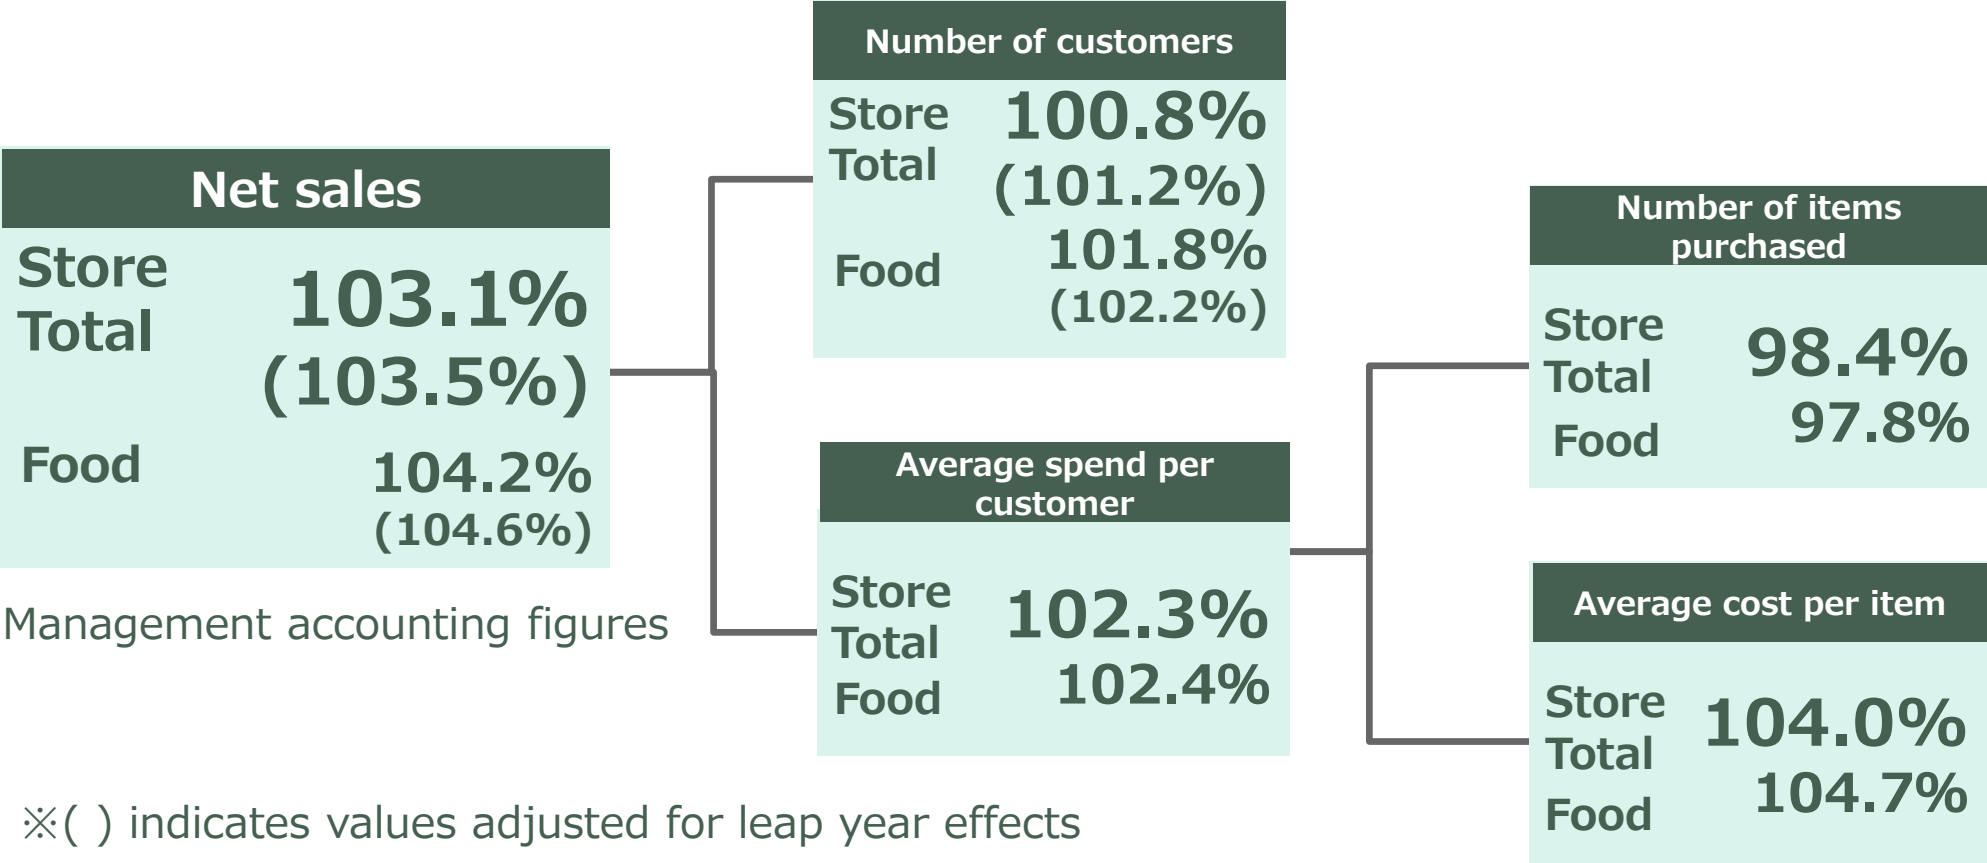 Net sales
Store
Total
103.1%
(103.5%)
Food
104.2%
(104.6%)
Management accounting figures
Number of customers
Store
Total
100.8%
(101.2%)
Food
101.8%
(102.2%)
Average spend per
customer
Store
Total
102.3%
Food
102.4%
Number of items
purchased
Store
Total
98.4%
Food
97.8%
Average cost per item
Store
Total
104.0%
Food
104.7%
※( ) indicates values adjusted for leap year effects